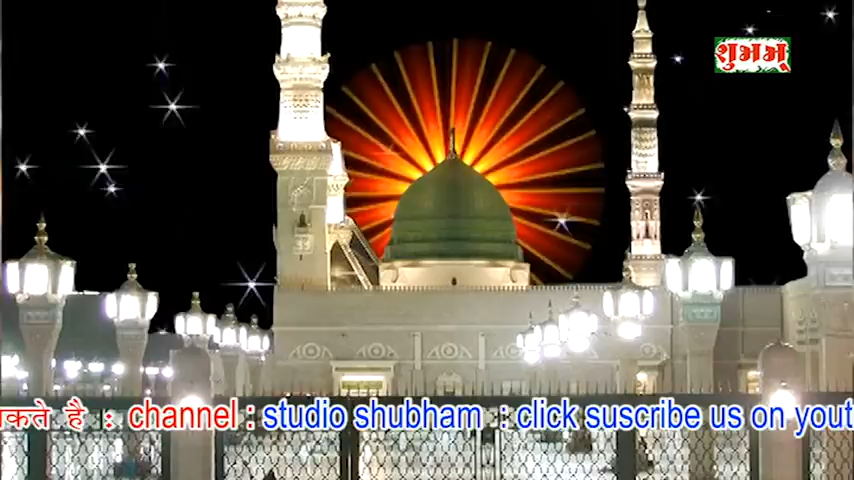 शुभम्
कते है : channel : studio shubham : click suscribe us on yout